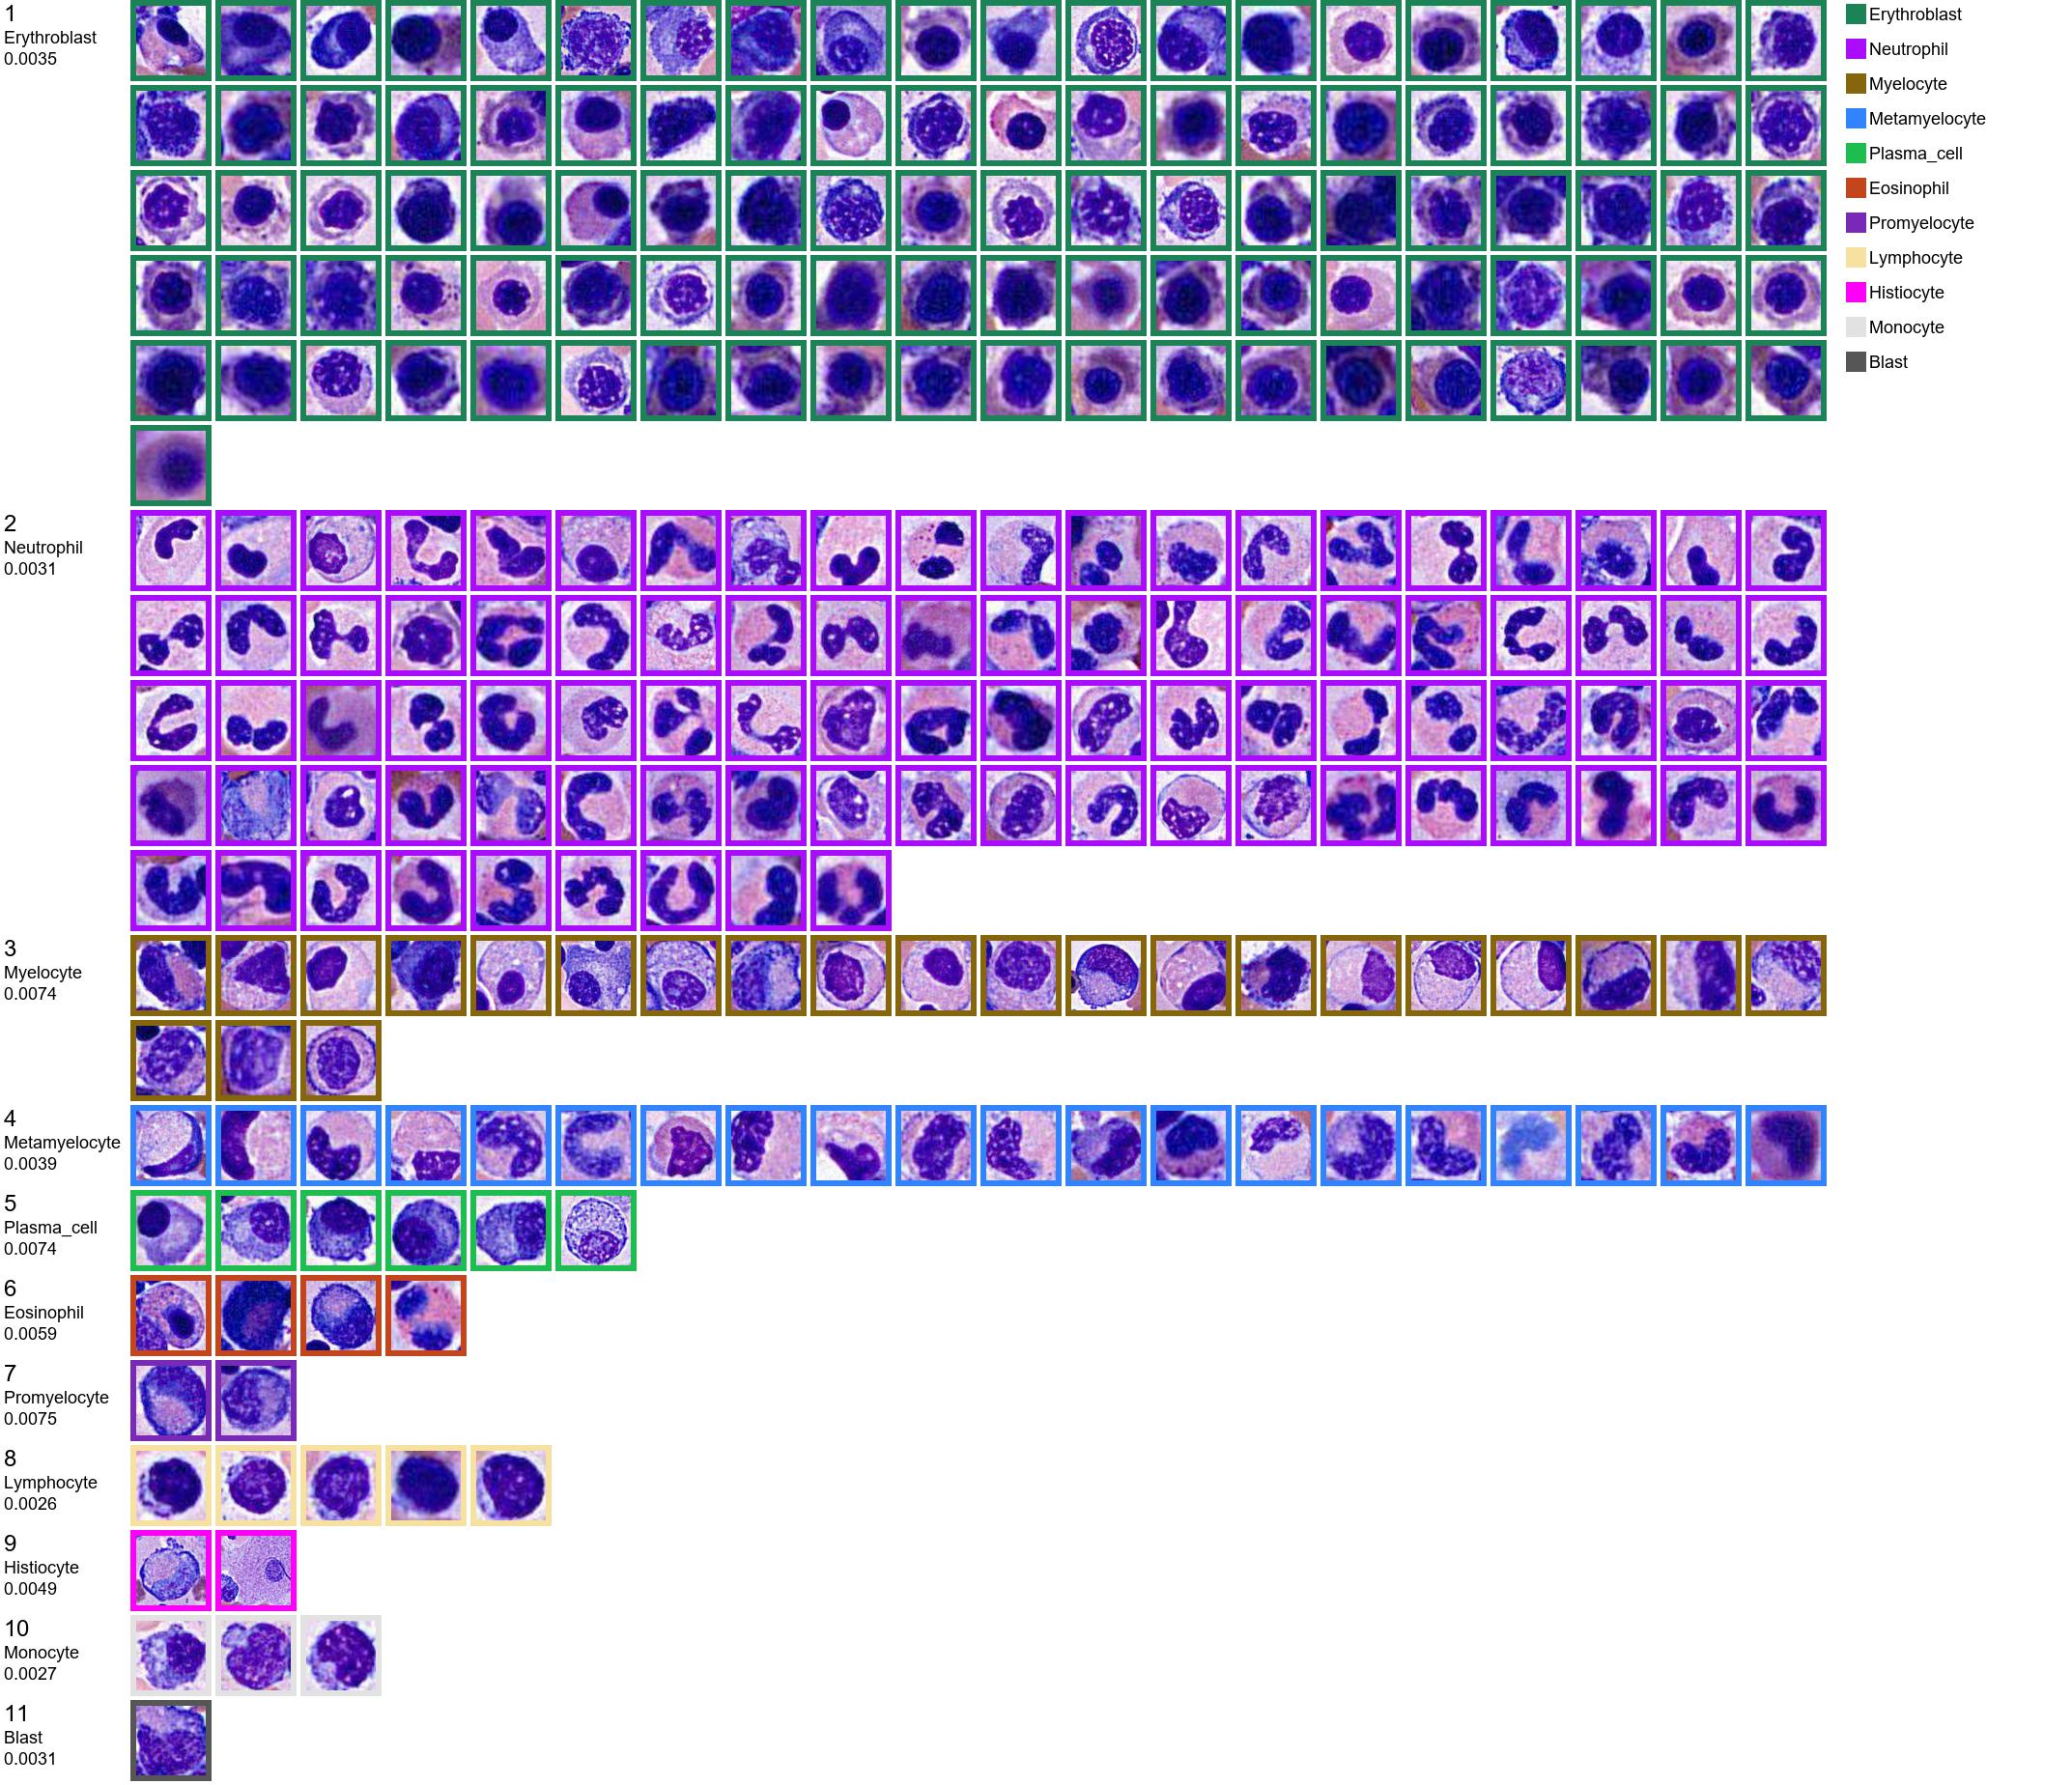 1
Erythroblast
0.0035
2
Neutrophil
0.0031
3
Myelocyte
0.0074
4
Metamyelocyte
0.0039
5
Plasma_cell
0.0074
6
Eosinophil
0.0059
7
Promyelocyte
0.0075
8
Lymphocyte
0.0026
9
Histiocyte
0.0049
10
Monocyte
0.0027
11
Blast
0.0031
Erythroblast
Neutrophil
Myelocyte
Metamyelocyte
Plasma_cell
Eosinophil
Promyelocyte
Lymphocyte
Histiocyte
Monocyte
Blast